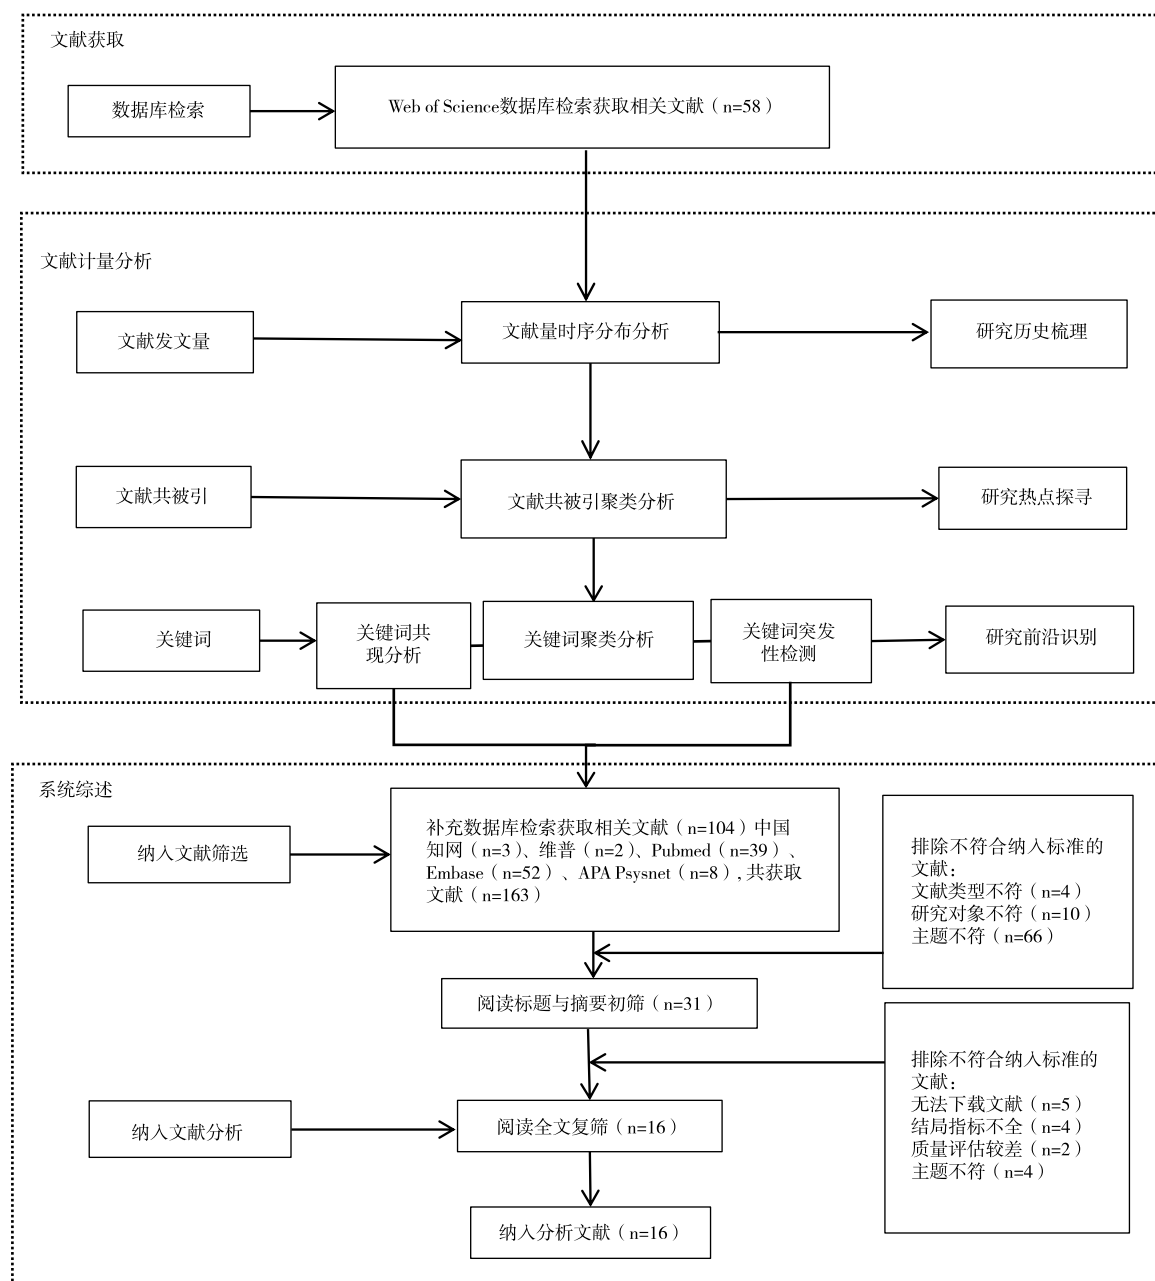 文献获取
数据库检索
Web of Science数据库检索获取相关文献（n=58）
文献计量分析
文献发文量
文献量时序分布分析
研究历史梳理
文献共被引
文献共被引聚类分析
研究热点探寻
关键词
关键词共
现分析
关键词聚类分析
关键词突发
性检测
研究前沿识别
系统综述
纳入文献筛选
补充数据库检索获取相关文献（n=104）中国
知网（n=3）、维普（n=2）、Pubmed（n=39）、
Embase（n=52）、APA Psysnet（n=8）, 共获取
文献（n=163）
排除不符合纳入标准的
文献：
文献类型不符（n=4）
研究对象不符（n=10）
主题不符（n=66）
阅读标题与摘要初筛（n=31）
排除不符合纳入标准的
文献：
无法下载文献（n=5）
结局指标不全（n=4）
质量评估较差（n=2）
主题不符（n=4）
纳入文献分析
阅读全文复筛（n=16）
纳入分析文献（n=16）